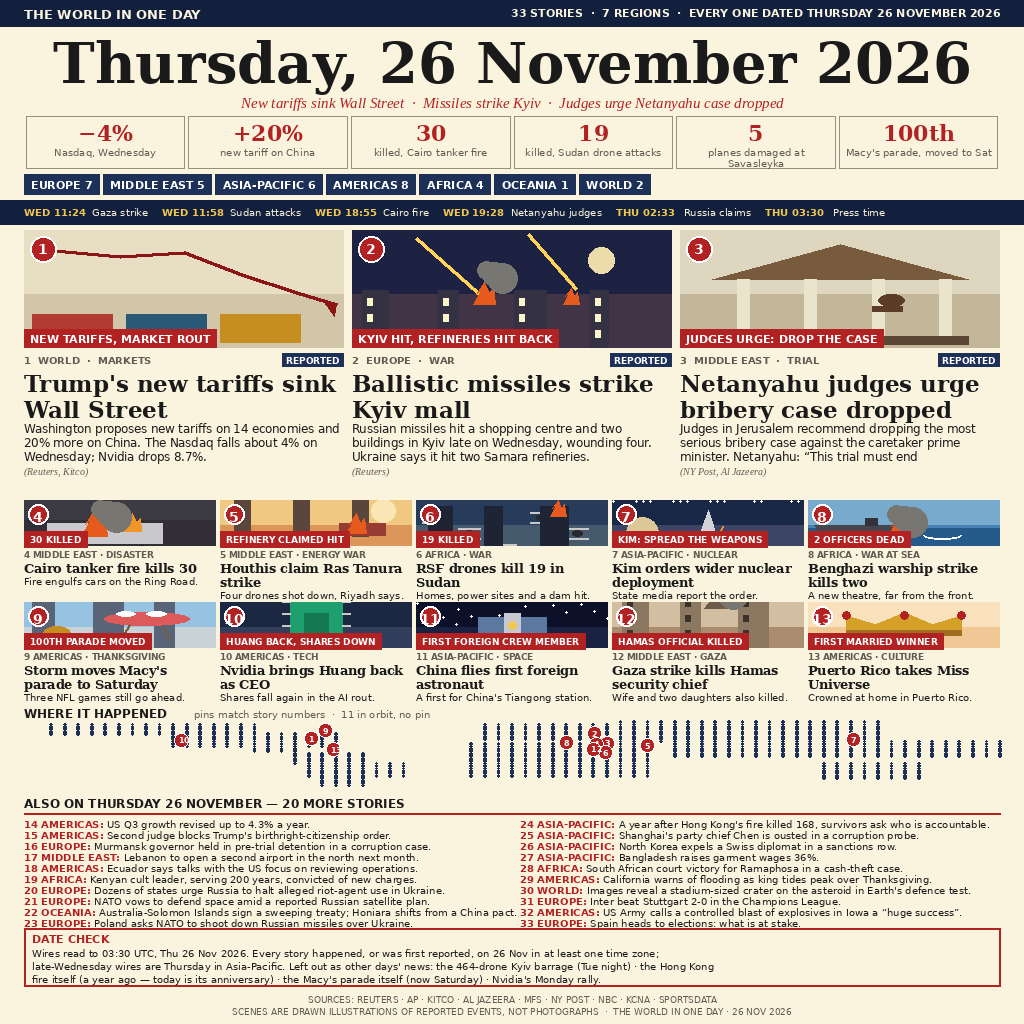 THE WORLD IN ONE DAY
33 STORIES · 7 REGIONS · EVERY ONE DATED THURSDAY 26 NOVEMBER 2026
Thursday, 26 November 2026
New tariffs sink Wall Street · Missiles strike Kyiv · Judges urge Netanyahu case dropped
−4%
Nasdaq, Wednesday
+20%
new tariff on China
30
killed, Cairo tanker fire
19
killed, Sudan drone attacks
5
planes damaged at
Savasleyka
100th
Macy's parade, moved to Sat
EUROPE 7
MIDDLE EAST 5
ASIA-PACIFIC 6
AMERICAS 8
AFRICA 4
OCEANIA 1
WORLD 2
WED 11:24 Gaza strike WED 11:58 Sudan attacks WED 18:55 Cairo fire WED 19:28 Netanyahu judges THU 02:33 Russia claims THU 03:30 Press time
1
NEW TARIFFS, MARKET ROUT
1 WORLD · MARKETS
REPORTED
Trump's new tariffs sink
Wall Street
Washington proposes new tariffs on 14 economies and
20% more on China. The Nasdaq falls about 4% on
Wednesday; Nvidia drops 8.7%.
(Reuters, Kitco)
2
KYIV HIT, REFINERIES HIT BACK
2 EUROPE · WAR
REPORTED
Ballistic missiles strike
Kyiv mall
Russian missiles hit a shopping centre and two
buildings in Kyiv late on Wednesday, wounding four.
Ukraine says it hit two Samara refineries.
(Reuters)
3
JUDGES URGE: DROP THE CASE
3 MIDDLE EAST · TRIAL
REPORTED
Netanyahu judges urge
bribery case dropped
Judges in Jerusalem recommend dropping the most
serious bribery case against the caretaker prime
minister. Netanyahu: “This trial must end
(NY Post, Al Jazeera)
4
30 KILLED
4 MIDDLE EAST · DISASTER
Cairo tanker fire kills 30
Fire engulfs cars on the Ring Road.
5
REFINERY CLAIMED HIT
5 MIDDLE EAST · ENERGY WAR
Houthis claim Ras Tanura
strike
Four drones shot down, Riyadh says.
6
19 KILLED
6 AFRICA · WAR
RSF drones kill 19 in
Sudan
Homes, power sites and a dam hit.
7
KIM: SPREAD THE WEAPONS
7 ASIA-PACIFIC · NUCLEAR
Kim orders wider nuclear
deployment
State media report the order.
8
2 OFFICERS DEAD
8 AFRICA · WAR AT SEA
Benghazi warship strike
kills two
A new theatre, far from the front.
9
100TH PARADE MOVED
9 AMERICAS · THANKSGIVING
Storm moves Macy's
parade to Saturday
Three NFL games still go ahead.
10
HUANG BACK, SHARES DOWN
10 AMERICAS · TECH
Nvidia brings Huang back
as CEO
Shares fall again in the AI rout.
11
FIRST FOREIGN CREW MEMBER
11 ASIA-PACIFIC · SPACE
China flies first foreign
astronaut
A first for China's Tiangong station.
12
HAMAS OFFICIAL KILLED
12 MIDDLE EAST · GAZA
Gaza strike kills Hamas
security chief
Wife and two daughters also killed.
13
FIRST MARRIED WINNER
13 AMERICAS · CULTURE
Puerto Rico takes Miss
Universe
Crowned at home in Puerto Rico.
WHERE IT HAPPENED pins match story numbers · 11 in orbit, no pin
10
1
9
8
2
6
5
7
ALSO ON THURSDAY 26 NOVEMBER — 20 MORE STORIES
14 AMERICAS: US Q3 growth revised up to 4.3% a year.
15 AMERICAS: Second judge blocks Trump's birthright-citizenship order.
16 EUROPE: Murmansk governor held in pre-trial detention in a corruption case.
17 MIDDLE EAST: Lebanon to open a second airport in the north next month.
18 AMERICAS: Ecuador says talks with the US focus on reviewing operations.
19 AFRICA: Kenyan cult leader, serving 200 years, convicted of new charges.
20 EUROPE: Dozens of states urge Russia to halt alleged riot-agent use in Ukraine.
21 EUROPE: NATO vows to defend space amid a reported Russian satellite plan.
22 OCEANIA: Australia-Solomon Islands sign a sweeping treaty; Honiara shifts from a China pact.
23 EUROPE: Poland asks NATO to shoot down Russian missiles over Ukraine.
24 ASIA-PACIFIC: A year after Hong Kong's fire killed 168, survivors ask who is accountable.
25 ASIA-PACIFIC: Shanghai's party chief Chen is ousted in a corruption probe.
26 ASIA-PACIFIC: North Korea expels a Swiss diplomat in a sanctions row.
27 ASIA-PACIFIC: Bangladesh raises garment wages 36%.
28 AFRICA: South African court victory for Ramaphosa in a cash-theft case.
29 AMERICAS: California warns of flooding as king tides peak over Thanksgiving.
30 WORLD: Images reveal a stadium-sized crater on the asteroid in Earth's defence test.
31 EUROPE: Inter beat Stuttgart 2-0 in the Champions League.
32 AMERICAS: US Army calls a controlled blast of explosives in Iowa a “huge success”.
33 EUROPE: Spain heads to elections: what is at stake.
DATE CHECK
Wires read to 03:30 UTC, Thu 26 Nov 2026. Every story happened, or was first reported, on 26 Nov in at least one time zone;
late-Wednesday wires are Thursday in Asia-Pacific. Left out as other days' news: the 464-drone Kyiv barrage (Tue night) · the Hong Kong
fire itself (a year ago — today is its anniversary) · the Macy's parade itself (now Saturday) · Nvidia's Monday rally.
SOURCES: REUTERS · AP · KITCO · AL JAZEERA · MFS · NY POST · NBC · KCNA · SPORTSDATA
SCENES ARE DRAWN ILLUSTRATIONS OF REPORTED EVENTS, NOT PHOTOGRAPHS · THE WORLD IN ONE DAY · 26 NOV 2026